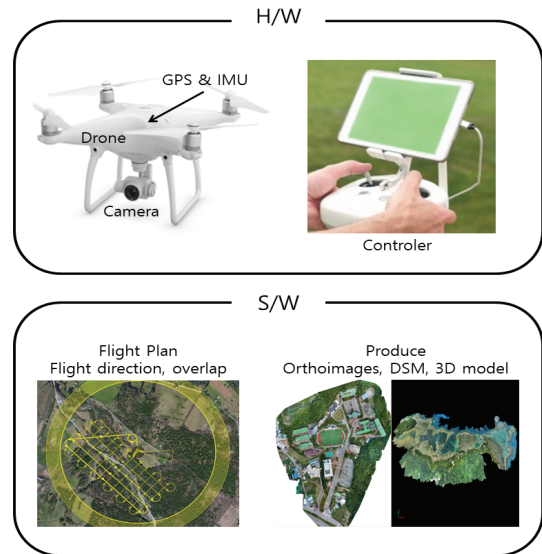 H/W
GPS & IMU
Drone
Camera
Controler
S/W
Flight Plan
Flight direction, overlap
Produce
Orthoimages, DSM, 3D model